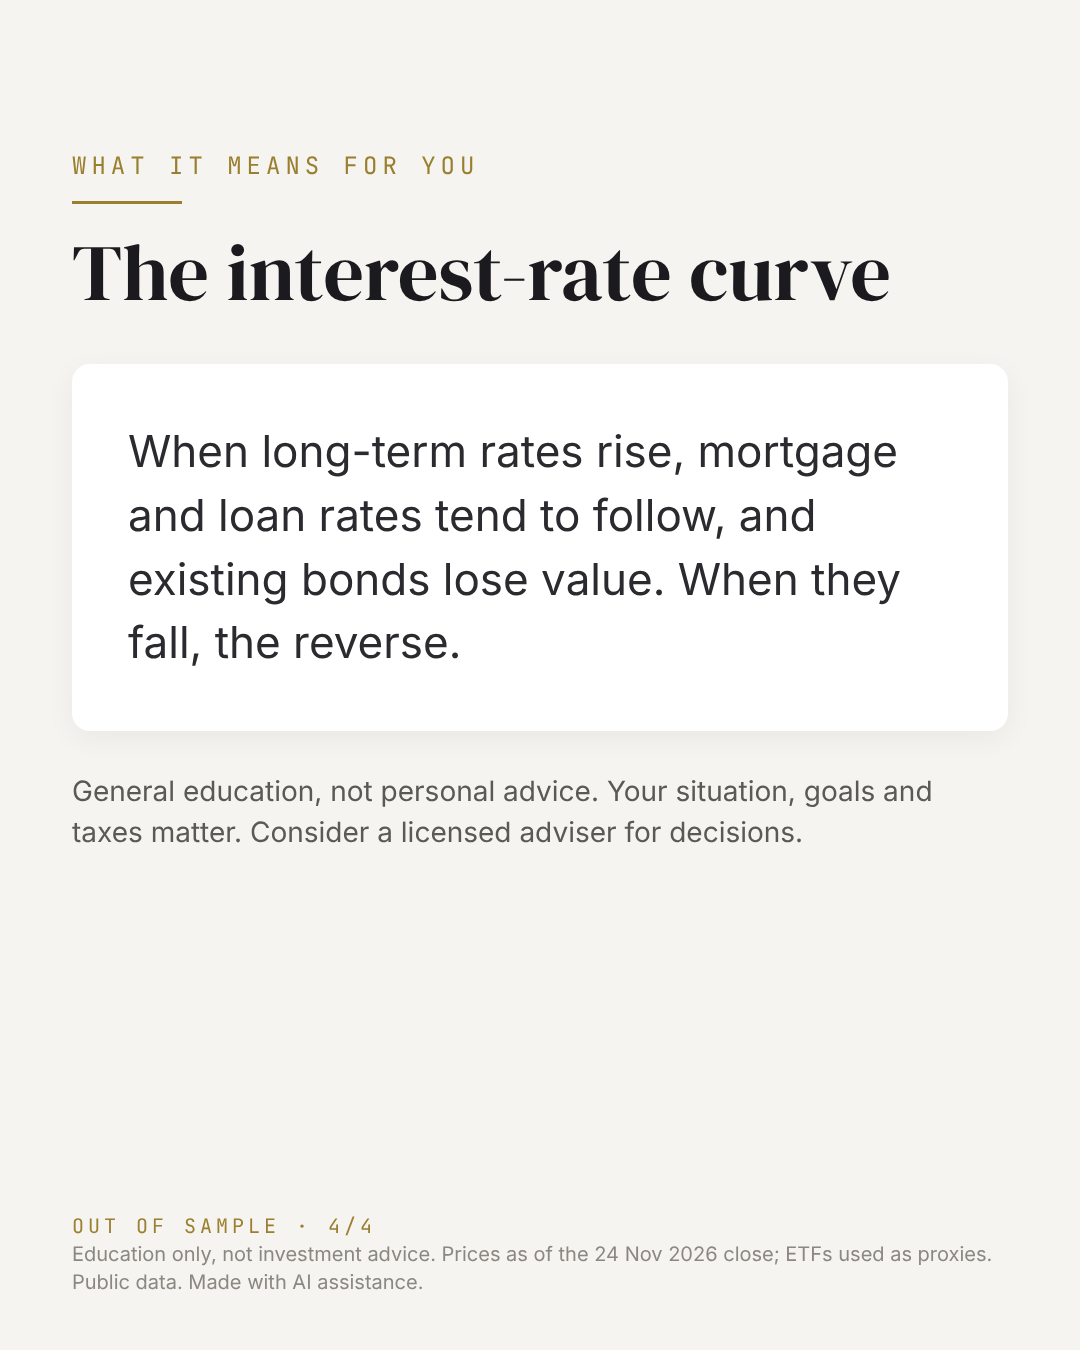 WHAT IT MEANS FOR YOU
The interest-rate curve
When long-term rates rise, mortgage
and loan rates tend to follow, and
existing bonds lose value. When they
fall, the reverse.
General education, not personal advice. Your situation, goals and
taxes matter. Consider a licensed adviser for decisions.
OUT OF SAMPLE · 4/4
Education only, not investment advice. Prices as of the 24 Nov 2026 close; ETFs used as proxies.
Public data. Made with AI assistance.